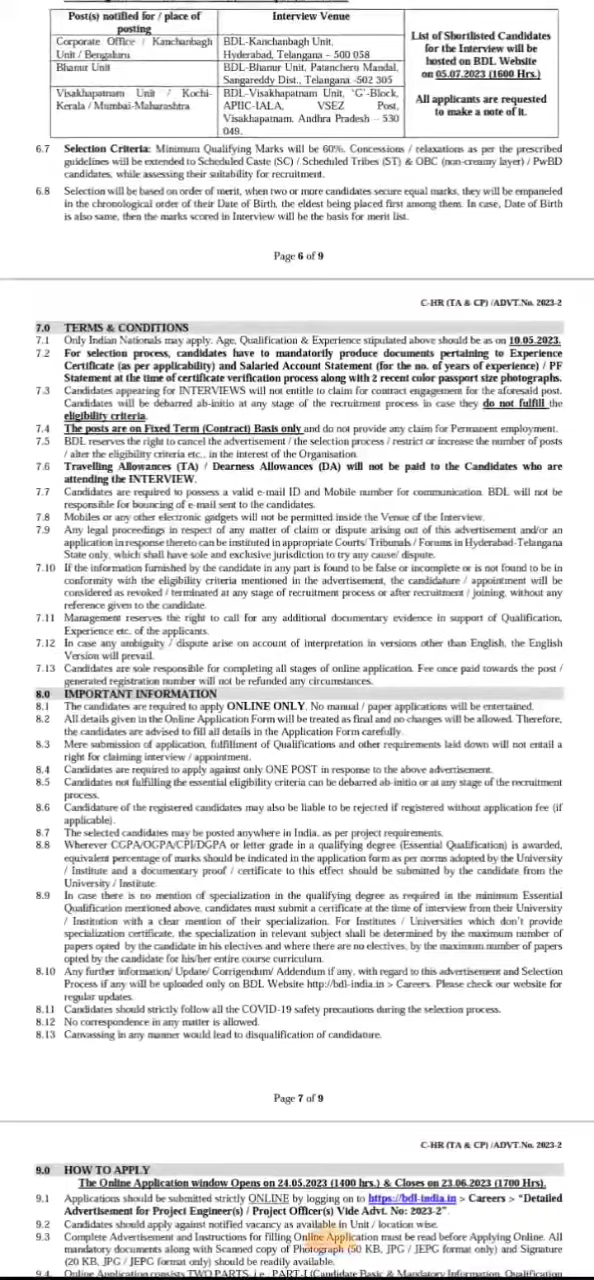 Post(s) notified for / place of posting
Interview Venue
List of Shortlisted Candidates for the Interview will be hosted on BDL Website on 05.07.2023 (1600 Hrs.)
All applicants are requested to make a note of it.
Corporate Office / Kanchanbagh Unit / Bengaluru
BDL-Kanchanbagh Unit, Hyderabad, Telangana – 500 058
Bhanur Unit
BDL-Bhanur Unit, Patancheru Mandal, Sangareddy Dist., Telangana -502 305
Visakhapatnam Unit / Kochi-Kerala / Mumbai-Maharashtra
BDL-Visakhapatnam Unit, 'G'-Block, APIIC-IALA, VSEZ Post, Visakhapatnam, Andhra Pradesh – 530 049.
6.7 Selection Criteria: Minimum Qualifying Marks will be 60%. Concessions / relaxations as per the prescribed
guidelines will be extended to Scheduled Caste (SC) / Scheduled Tribes (ST) & OBC (non-creamy layer) / PwBD
candidates, while assessing their suitability for recruitment.
6.8 Selection will be based on order of merit, when two or more candidates secure equal marks, they will be empaneled
in the chronological order of their Date of Birth, the eldest being placed first among them. In case, Date of Birth
is also same, then the marks scored in Interview will be the basis for merit list.
Page 6 of 9
C-HR (TA & CP) /ADVT.No. 2023-2
7.0 TERMS & CONDITIONS
7.1 Only Indian Nationals may apply. Age, Qualification & Experience stipulated above should be as on 10.05.2023.
7.2 For selection process, candidates have to mandatorily produce documents pertaining to Experience
Certificate (as per applicability) and Salaried Account Statement (for the no. of years of experience) / PF
Statement at the time of certificate verification process along with 2 recent color passport size photographs.
7.3 Candidates appearing for INTERVIEWS will not entitle to claim for contract engagement for the aforesaid post.
Candidates will be debarred ab-initio at any stage of the recruitment process in case they do not fulfill the
eligibility criteria.
7.4 The posts are on Fixed Term (Contract) Basis only and do not provide any claim for Permanent employment.
7.5 BDL reserves the right to cancel the advertisement / the selection process / restrict or increase the number of posts
/ alter the eligibility criteria etc., in the interest of the Organisation.
7.6 Travelling Allowances (TA) / Dearness Allowances (DA) will not be paid to the Candidates who are
attending the INTERVIEW.
7.7 Candidates are required to possess a valid e-mail ID and Mobile number for communication. BDL will not be
responsible for bouncing of e-mail sent to the candidates.
7.8 Mobiles or any other electronic gadgets will not be permitted inside the Venue of the Interview.
7.9 Any legal proceedings in respect of any matter of claim or dispute arising out of this advertisement and/or an
application in response thereto can be instituted in appropriate Courts/ Tribunals / Forums in Hyderabad-Telangana
State only, which shall have sole and exclusive jurisdiction to try any cause/ dispute.
7.10 If the information furnished by the candidate in any part is found to be false or incomplete or is not found to be in
conformity with the eligibility criteria mentioned in the advertisement, the candidature / appointment will be
considered as revoked / terminated at any stage of recruitment process or after recruitment / joining, without any
reference given to the candidate.
7.11 Management reserves the right to call for any additional documentary evidence in support of Qualification,
Experience etc. of the applicants.
7.12 In case any ambiguity / dispute arise on account of interpretation in versions other than English, the English
Version will prevail.
7.13 Candidates are sole responsible for completing all stages of online application. Fee once paid towards the post /
generated registration number will not be refunded any circumstances.
8.0 IMPORTANT INFORMATION
8.1 The candidates are required to apply ONLINE ONLY. No manual / paper applications will be entertained.
8.2 All details given in the Online Application Form will be treated as final and no changes will be allowed. Therefore,
the candidates are advised to fill all details in the Application Form carefully.
8.3 Mere submission of application, fulfillment of Qualifications and other requirements laid down will not entail a
right for claiming interview / appointment.
8.4 Candidates are required to apply against only ONE POST in response to the above advertisement.
8.5 Candidates not fulfilling the essential eligibility criteria can be debarred ab-initio or at any stage of the recruitment
process.
8.6 Candidature of the registered candidates may also be liable to be rejected if registered without application fee (if
applicable).
8.7 The selected candidates may be posted anywhere in India, as per project requirements.
8.8 Wherever CGPA/OGPA/CPI/DGPA or letter grade in a qualifying degree (Essential Qualification) is awarded,
equivalent percentage of marks should be indicated in the application form as per norms adopted by the University
/ Institute and a documentary proof / certificate to this effect should be submitted by the candidate from the
University / Institute.
8.9 In case there is no mention of specialization in the qualifying degree as required in the minimum Essential
Qualification mentioned above, candidates must submit a certificate at the time of interview from their University
/ Institution with a clear mention of their specialization. For Institutes / Universities which don't provide
specialization certificate, the specialization in relevant subject shall be determined by the maximum number of
papers opted by the candidate in his electives and where there are no electives, by the maximum number of papers
opted by the candidate for his/her entire course curriculum.
8.10 Any further information/ Update/ Corrigendum/ Addendum if any, with regard to this advertisement and Selection
Process if any will be uploaded only on BDL Website http://bdl-india.in > Careers. Please check our website for
regular updates.
8.11 Candidates should strictly follow all the COVID-19 safety precautions during the selection process.
8.12 No correspondence in any matter is allowed.
8.13 Canvassing in any manner would lead to disqualification of candidature.
Page 7 of 9
C-HR (TA & CP) /ADVT.No. 2023-2
9.0 HOW TO APPLY
The Online Application window Opens on 24.05.2023 (1400 hrs.) & Closes on 23.06.2023 (1700 Hrs).
9.1 Applications should be submitted strictly ONLINE by logging on to https://bdl-india.in > Careers > "Detailed
Advertisement for Project Engineer(s) / Project Officer(s) Vide Advt. No: 2023-2".
9.2 Candidates should apply against notified vacancy as available in Unit / location wise.
9.3 Complete Advertisement and Instructions for filling Online Application must be read before Applying Online. All
mandatory documents along with Scanned copy of Photograph (50 KB, JPG / JEPG format only) and Signature
(20 KB, JPG / JEPG format only) should be readily available.
9.4 Online Application consists TWO PARTS, i.e., PART-I (Candidate Basic & Mandatory Information, Qualification